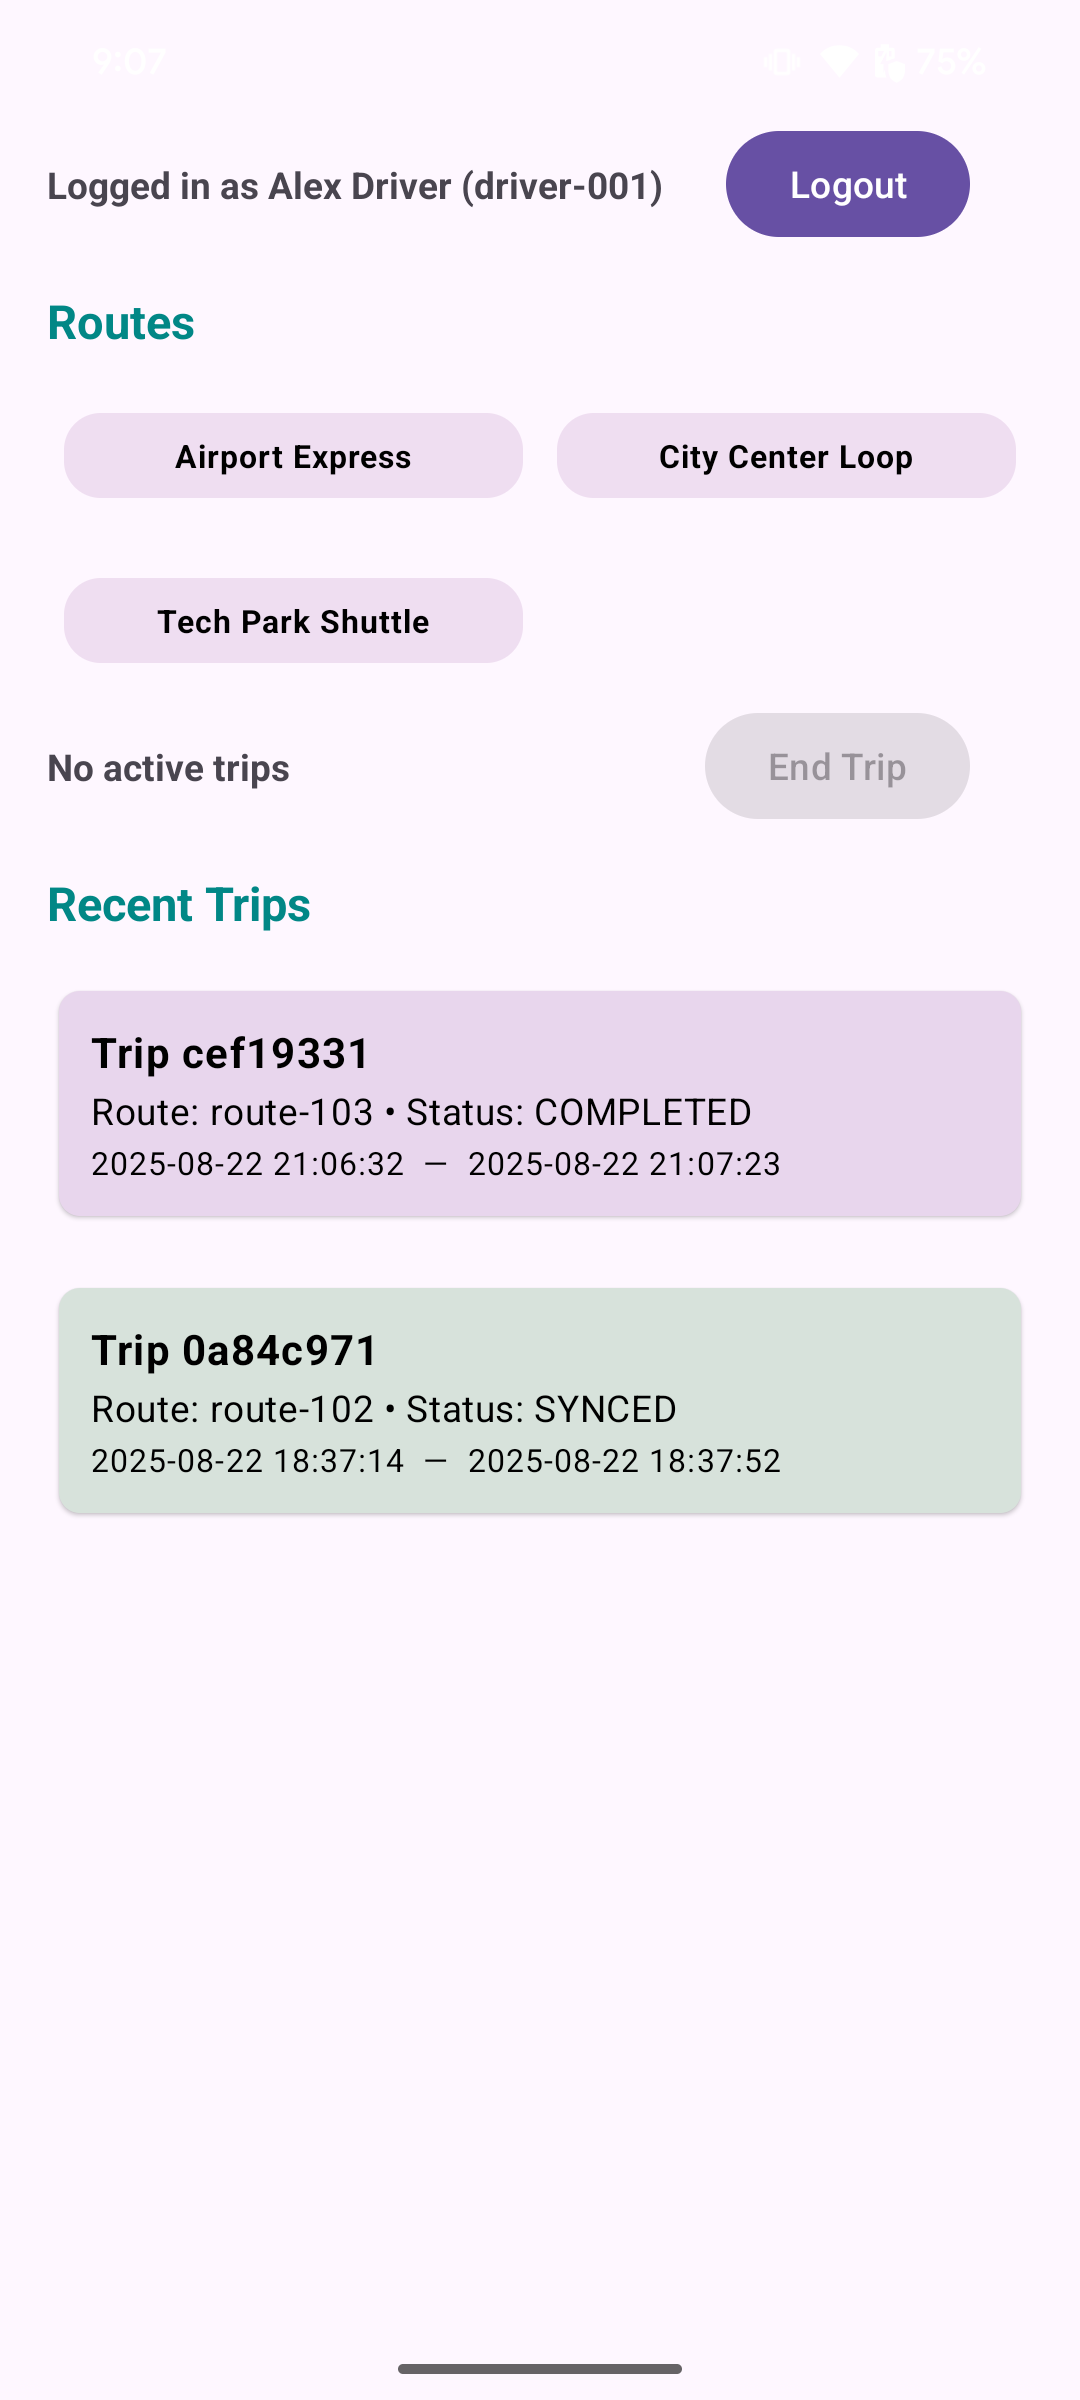 9:07 75%
Logged in as Alex Driver (driver-001) Logout
Routes
Airport Express City Center Loop
Tech Park Shuttle
No active trips End Trip
Recent Trips
Trip cef19331
Route: route-103 • Status: COMPLETED
2025-08-22 21:06:32 — 2025-08-22 21:07:23
Trip 0a84c971
Route: route-102 • Status: SYNCED
2025-08-22 18:37:14 — 2025-08-22 18:37:52